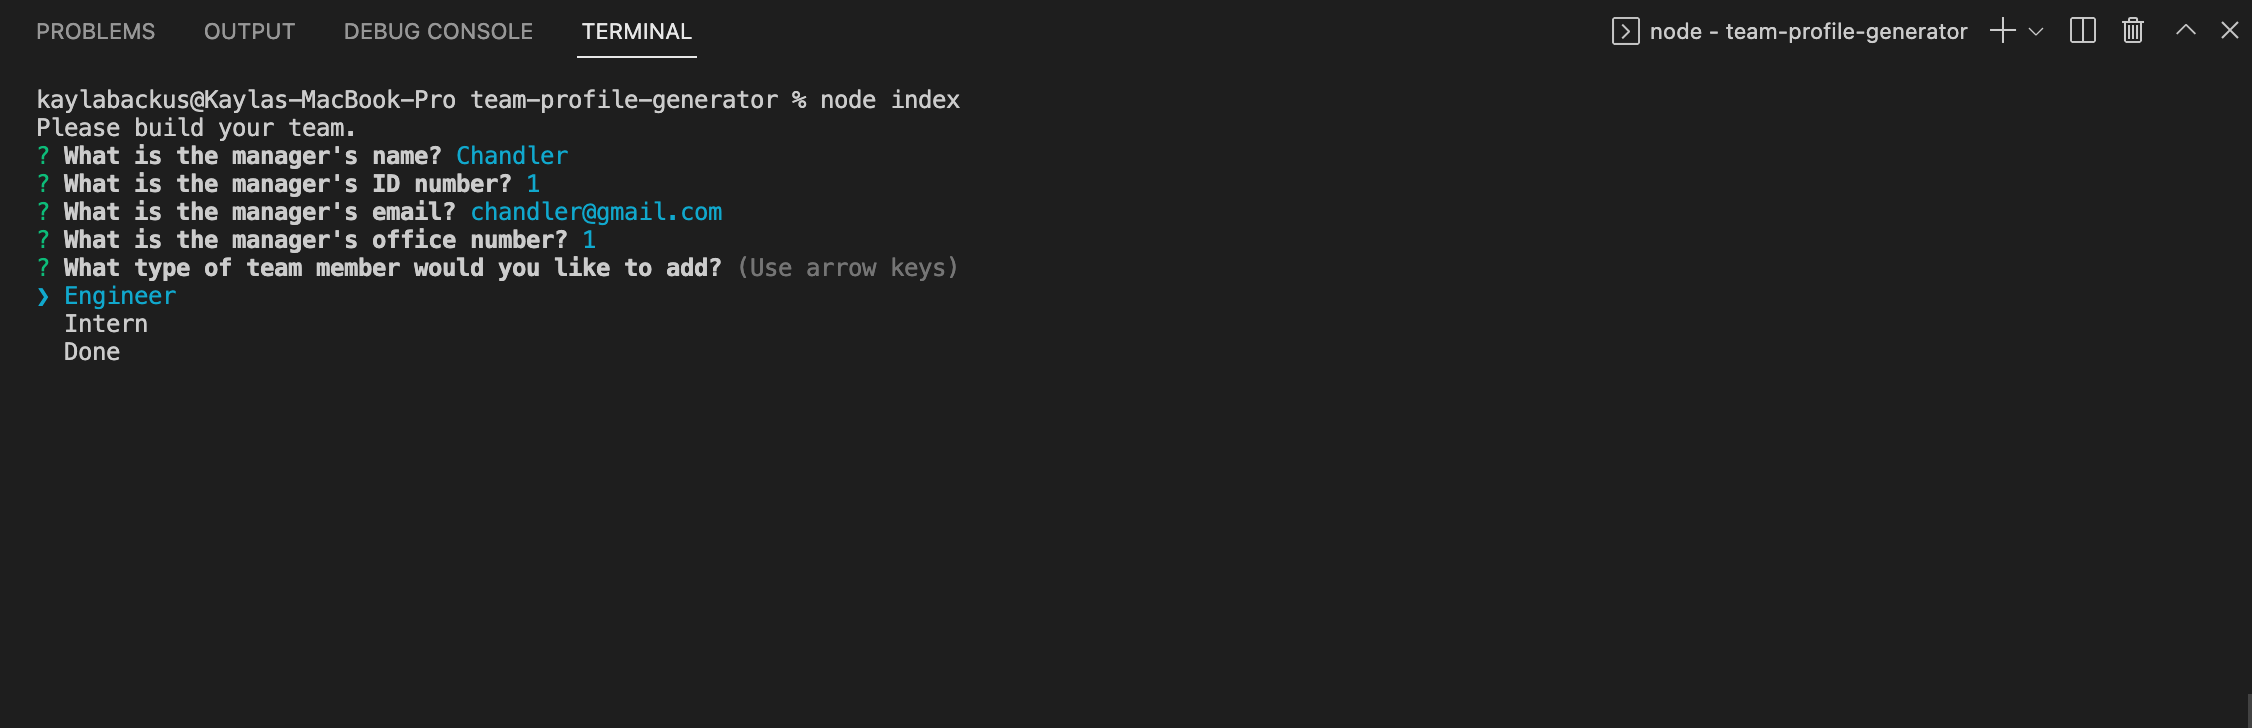 PROBLEMS OUTPUT DEBUG CONSOLE TERMINAL node - team-profile-generator
kaylabackus@Kaylas-MacBook-Pro team-profile-generator % node index
Please build your team.
? What is the manager's name? Chandler
? What is the manager's ID number? 1
? What is the manager's email? chandler@gmail.com
? What is the manager's office number? 1
? What type of team member would you like to add? (Use arrow keys)
❯ Engineer
Intern
Done